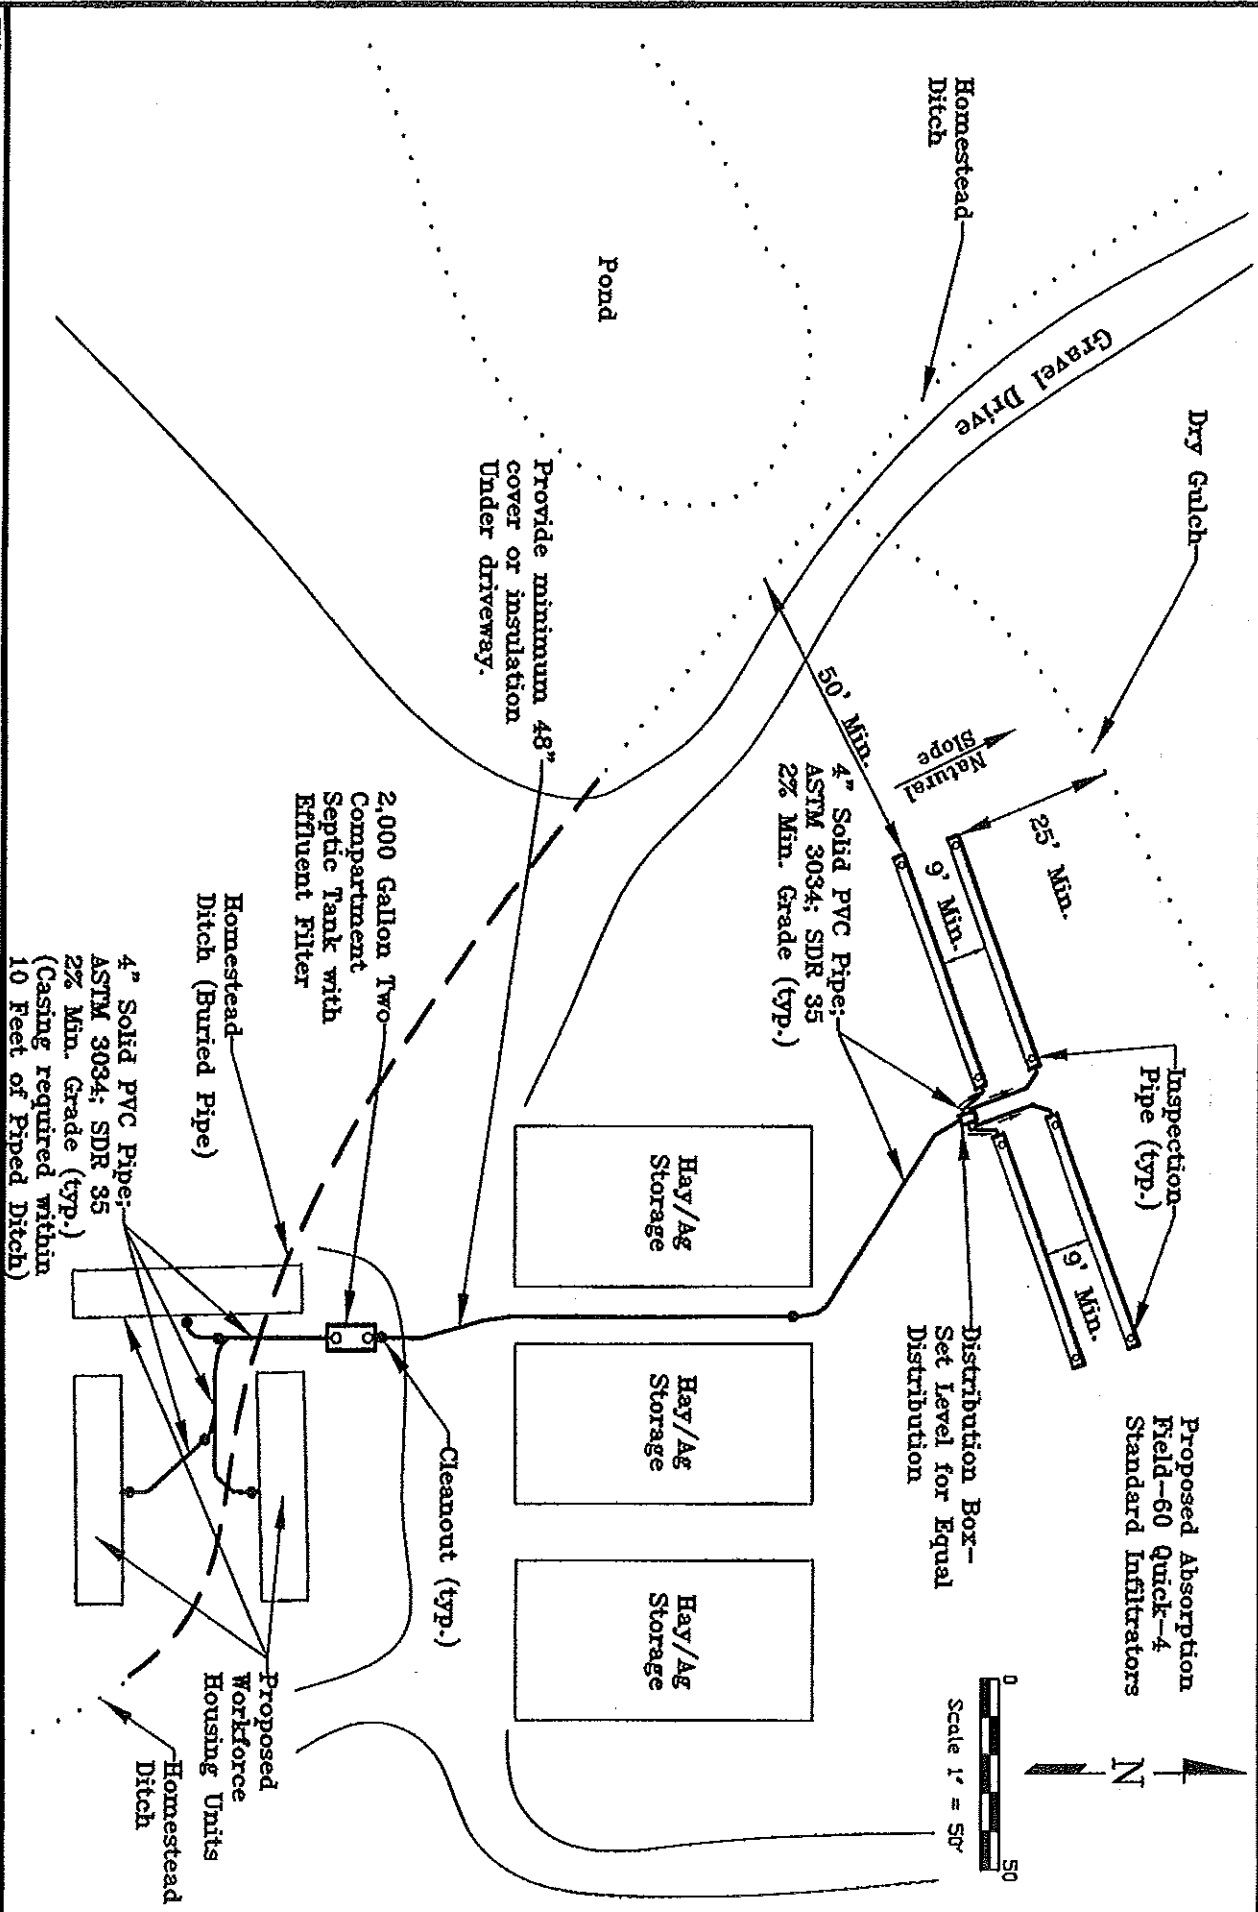 Homestead
Ditch
Gravel Drive
Dry Gulch
Pond
50' Min.
Natural
Slope
25' Min.
9' Min.
Inspection
Pipe (typ.)
9' Min.
Proposed Absorption
Field-60 Quick-4
Standard Infiltrators
N
0
50
Scale 1" = 50'
4" Solid PVC Pipe;
ASTM 3034; SDR 35
2% Min. Grade (typ.)
Distribution Box-
Set Level for Equal
Distribution
Hay/Ag
Storage
Hay/Ag
Storage
Hay/Ag
Storage
Provide minimum 48"
cover or insulation
Under driveway.
2,000 Gallon Two
Compartment
Septic Tank with
Effluent Filter
Cleanout (typ.)
Homestead
Ditch (Buried Pipe)
4" Solid PVC Pipe;
ASTM 3034; SDR 35
2% Min. Grade (typ.)
(Casing required within
10 Feet of Piped Ditch)
Proposed
Workforce
Housing Units
Homestead
Ditch